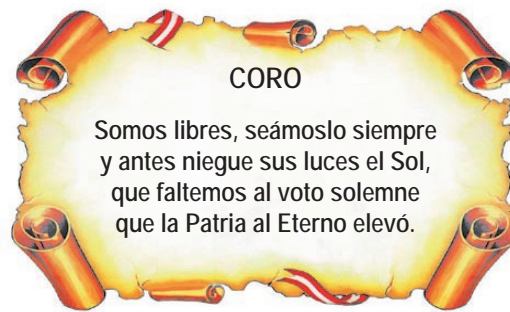 CORO
Somos libres, seámoslo siempre
y antes niegue sus luces el Sol,
que faltemos al voto solemne
que la Patria al Eterno elevó.